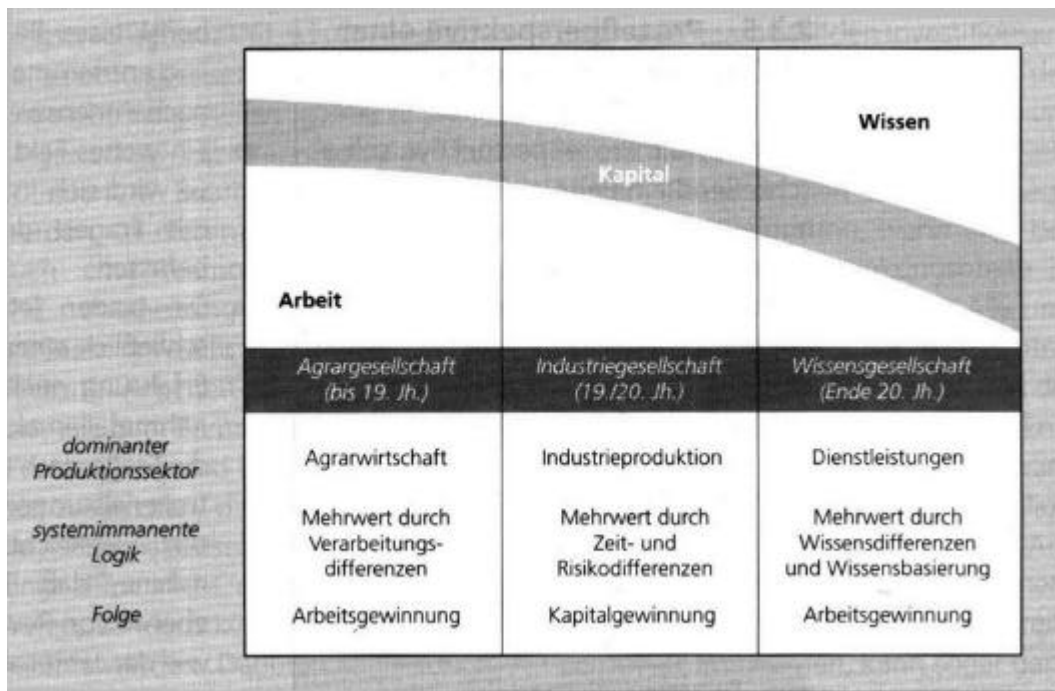 Wissen
Kapital
Arbeit
Agrargesellschaft
(bis 19. Jh.)
Industriegesellschaft
(19./20. Jh.)
Wissensgesellschaft
(Ende 20. Jh.)
dominanter
Produktionssektor
Agrarwirtschaft
Industrieproduktion
Dienstleistungen
systemimmanente
Logik
Mehrwert durch
Verarbeitungs-
differenzen
Mehrwert durch
Zeit- und
Risikodifferenzen
Mehrwert durch
Wissensdifferenzen
und Wissensbasierung
Folge
Arbeitsgewinnung
Kapitalgewinnung
Arbeitsgewinnung